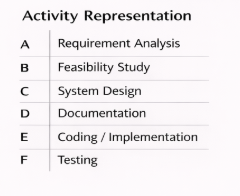 Activity Representation
A Requirement Analysis
B Feasibility Study
C System Design
D Documentation
E Coding / Implementation
F Testing